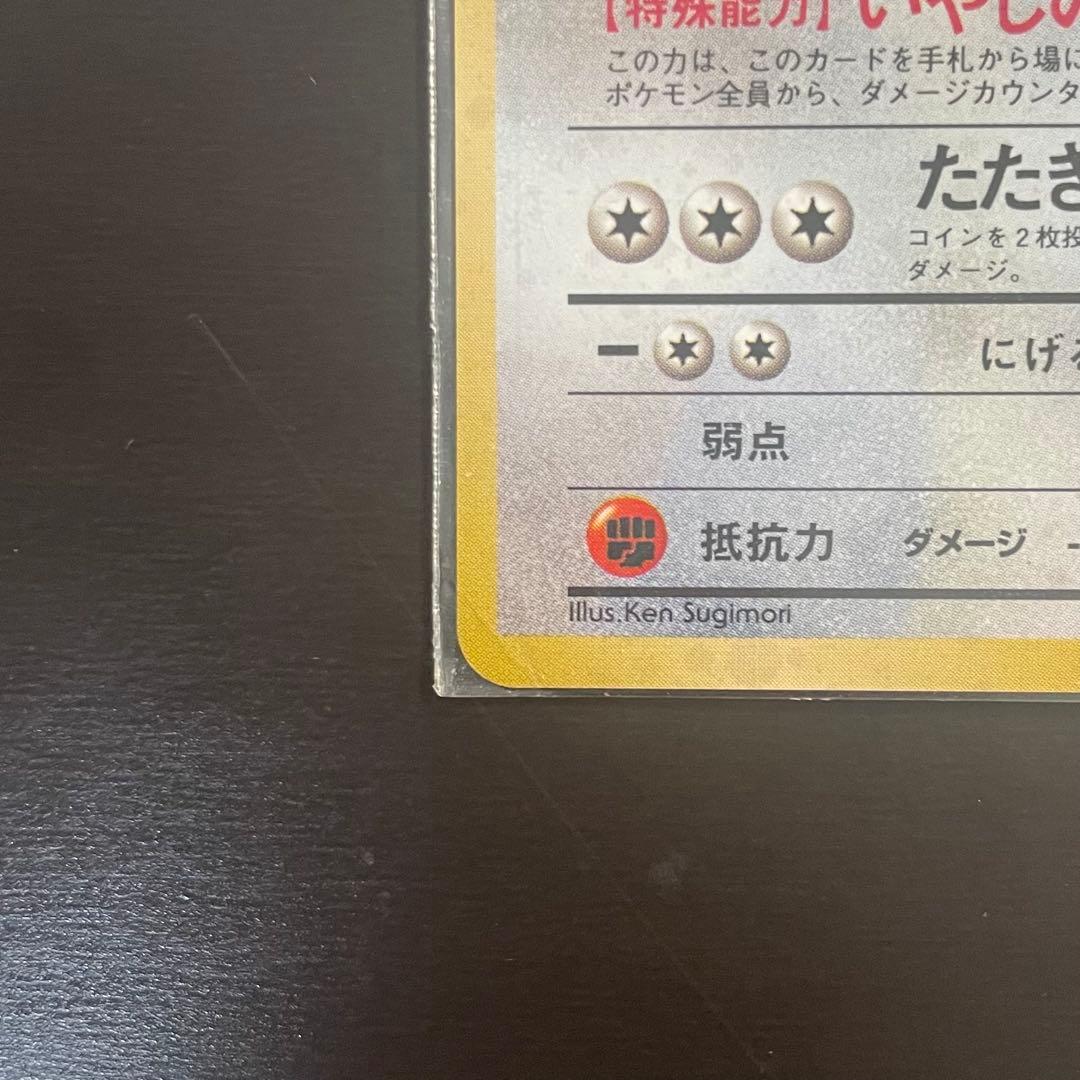 【特殊能力】いやしの
この力は、このカードを手札から場に
ポケモン全員から、ダメージカウンタ
たたき
コインを2枚投
ダメージ。
にげる
弱点
抵抗力 ダメージ -
Illus.Ken Sugimori